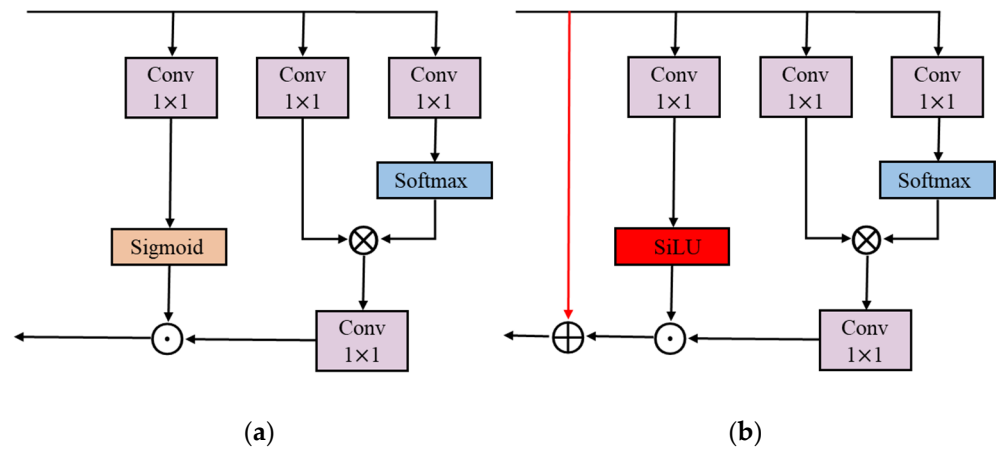 Conv
1×1
Conv
1×1
Conv
1×1
Softmax
Sigmoid
Conv
1×1
(a)
Conv
1×1
Conv
1×1
Conv
1×1
Softmax
SiLU
Conv
1×1
(b)